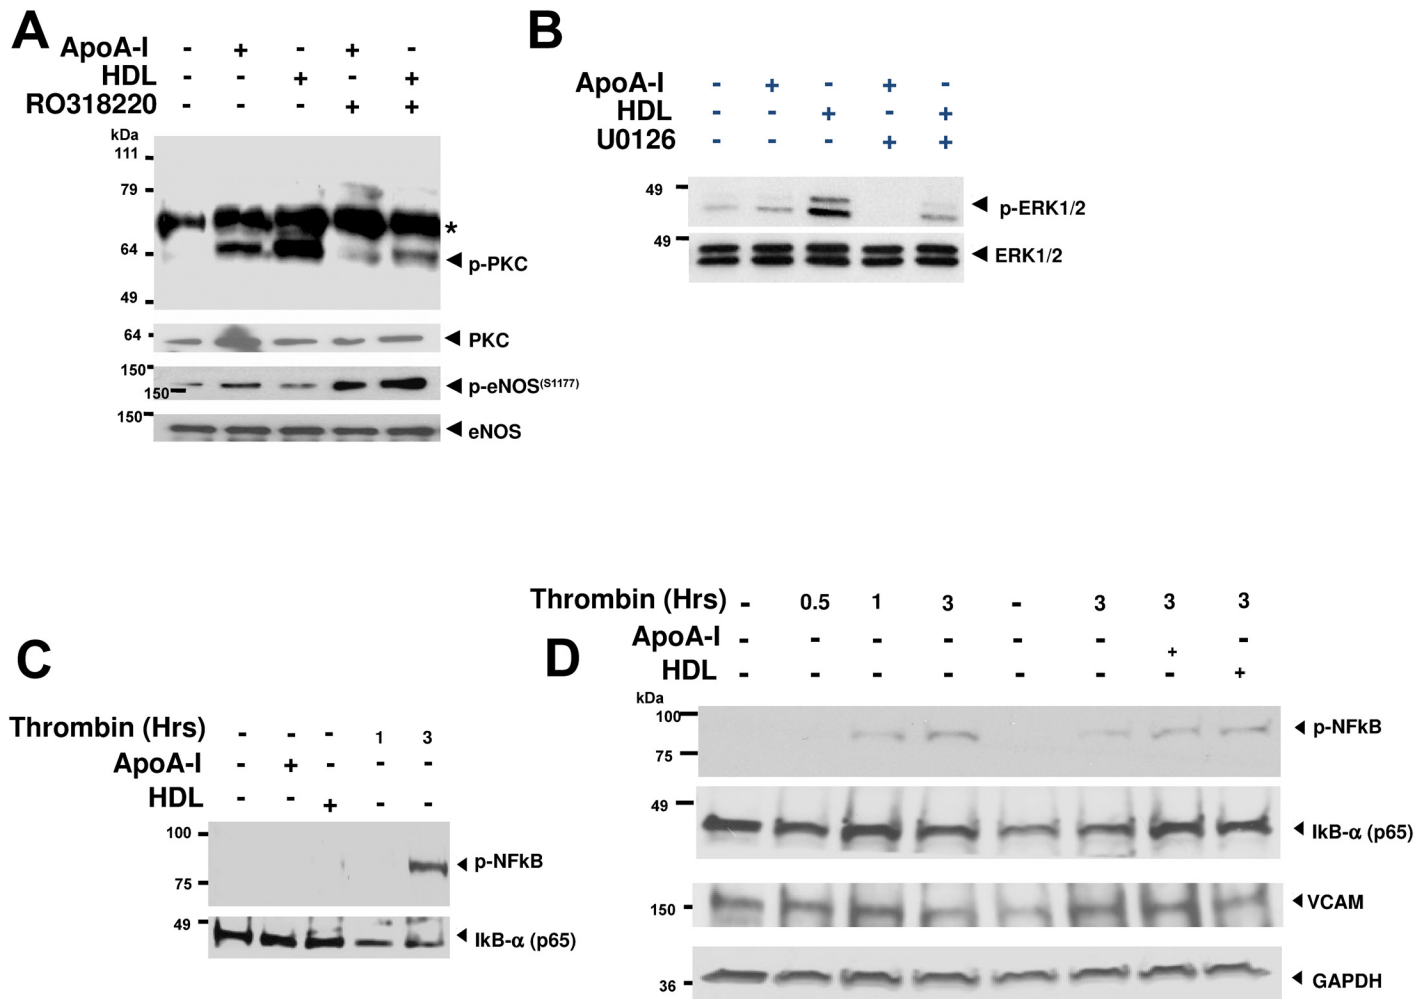 A
ApoA-I - + - + -
HDL - - + - +
RO318220 - - - + +
kDa
111
79
*
64
p-PKC
49
64 PKC
150
150
p-eNOS(S1177)
150
eNOS
B
ApoA-I - + - + -
HDL - - + - +
U0126 - - - + +
49
p-ERK1/2
49
ERK1/2
C
Thrombin (Hrs) - - - 1 3
ApoA-I - + - - -
HDL - - + - -
100
p-NFkB
75
49
IkB-α (p65)
D
Thrombin (Hrs) - 0.5 1 3 - 3 3 3
ApoA-I - - - - - - + -
HDL - - - - - - - +
kDa
100
p-NFkB
75
49
IkB-α (p65)
150 VCAM
36 GAPDH